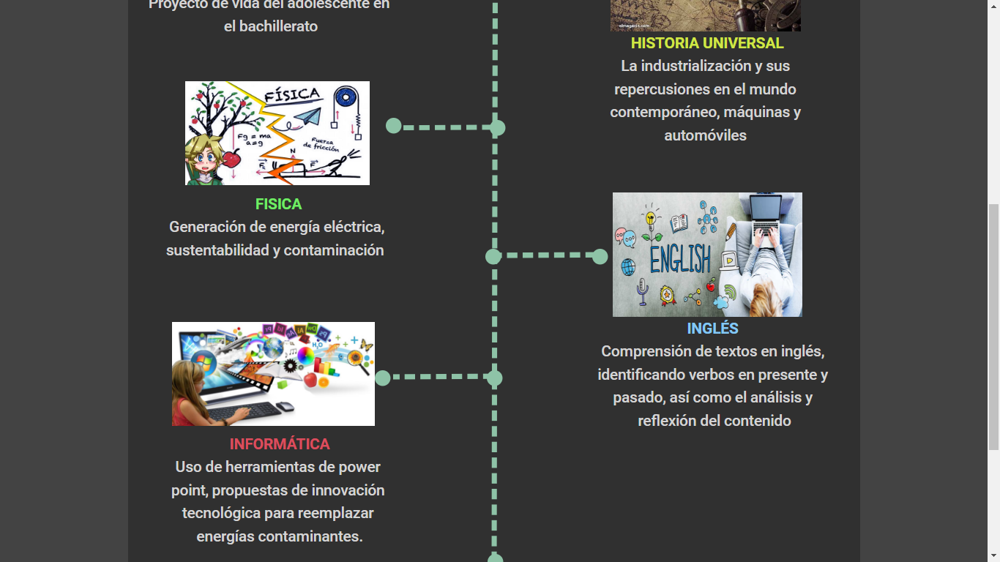 Proyecto de vida del adolescente en
el bachillerato
elmagacin.com
HISTORIA UNIVERSAL
La industrialización y sus
repercusiones en el mundo
contemporáneo, máquinas y
automóviles
FÍSICA
Fg = ma
a=g
Fuerza
de fricción
N
F
FISICA
Generación de energía eléctrica,
sustentabilidad y contaminación
ENGLISH
INGLÉS
Comprensión de textos en inglés,
identificando verbos en presente y
pasado, así como el análisis y
reflexión del contenido
H₂O
INFORMÁTICA
Uso de herramientas de power
point, propuestas de innovación
tecnológica para reemplazar
energías contaminantes.